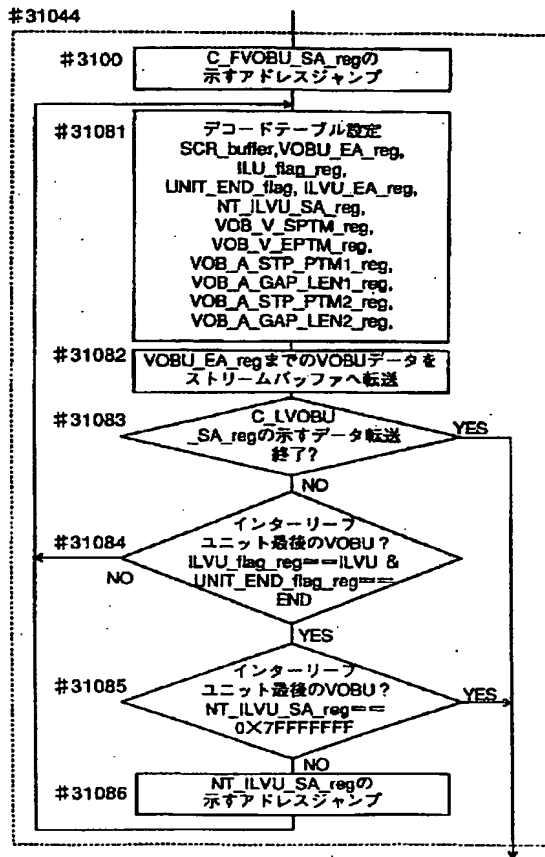 #31044
#3100
C_FVOBU_SA_regの
示すアドレスジャンプ
#31081
デコードテーブル設定
SCR_buffer,VOBU_EA_reg,
ILU_flag_reg,
UNIT_END_flag, ILVU_EA_reg,
NT_ILVU_SA_reg,
VOB_V_SPTM_reg,
VOB_V_EPTM_reg,
VOB_A_STP_PTM1_reg,
VOB_A_GAP_LEN1_reg,
VOB_A_STP_PTM2_reg,
VOB_A_GAP_LEN2_reg,
#31082
VOBU_EA_regまでのVOBUデータを
ストリームバッファへ転送
#31083
C_LVOBU
_SA_regの示すデータ転送
終了?
YES
NO
#31084
インターリーブ
ユニット最後のVOBU?
ILVU_flag_reg==ILVU &
UNIT_END_flag_reg==
END
NO
YES
#31085
インターリーブ
ユニット最後のVOBU?
NT_ILVU_SA_reg==
0×7FFFFFFF
YES
NO
#31086
NT_ILVU_SA_regの
示すアドレスジャンプ